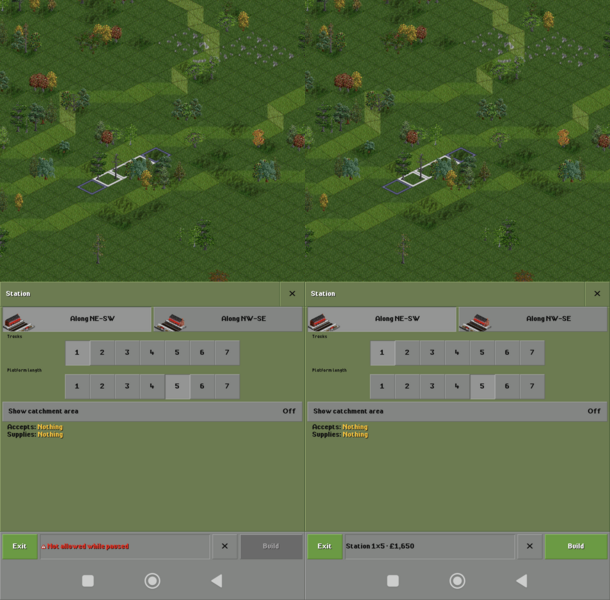 Station ×
Along NE-SW Along NW-SE
Tracks
1 2 3 4 5 6 7
Platform length
1 2 3 4 5 6 7
Show catchment area Off
Accepts: Nothing
Supplies: Nothing
Exit Not allowed while paused × Build
Station ×
Along NE-SW Along NW-SE
Tracks
1 2 3 4 5 6 7
Platform length
1 2 3 4 5 6 7
Show catchment area Off
Accepts: Nothing
Supplies: Nothing
Exit Station 1×5 · £1,650 × Build